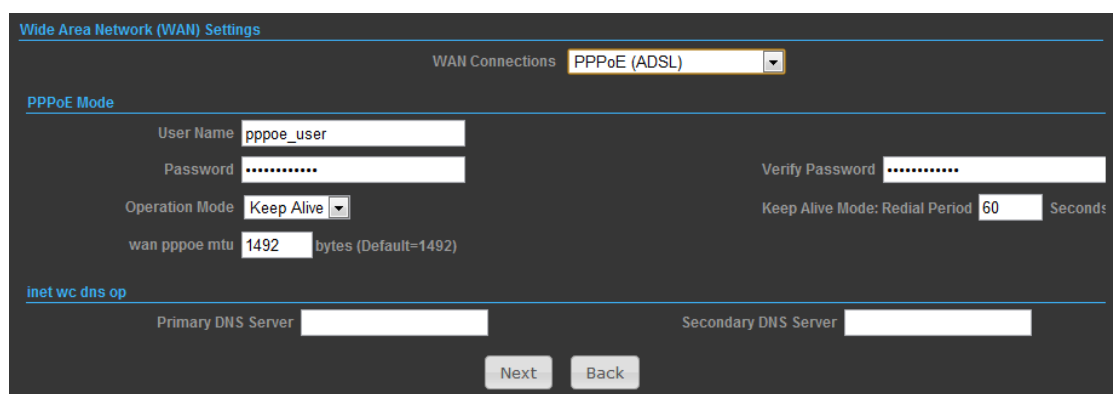 Wide Area Network (WAN) Settings
WAN Connections PPPoE (ADSL)
PPPoE Mode
User Name pppoe_user
Password •••••••••••• Verify Password ••••••••••••
Operation Mode Keep Alive Keep Alive Mode: Redial Period 60 Seconds
wan pppoe mtu 1492 bytes (Default=1492)
inet wc dns op
Primary DNS Server Secondary DNS Server
Next Back